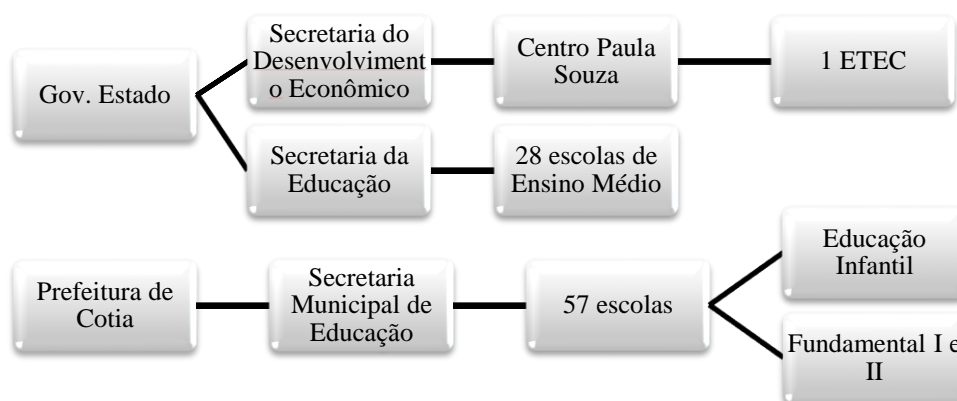 Gov. Estado
Secretaria do
Desenvolviment
o Econômico
Centro Paula
Souza
1 ETEC
Secretaria da
Educação
28 escolas de
Ensino Médio
Prefeitura de
Cotia
Secretaria
Municipal de
Educação
57 escolas
Educação
Infantil
Fundamental I e
II